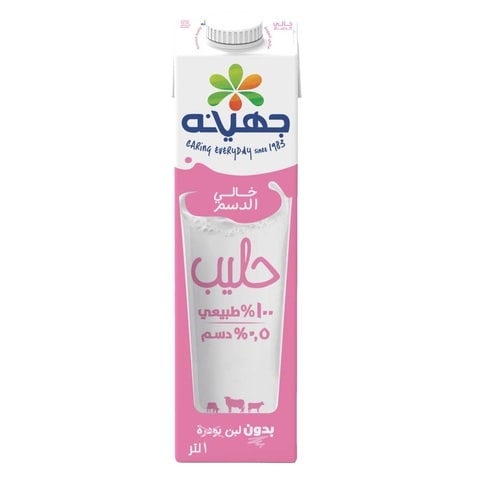 خالي
الدسم
جهينه
CARING EVERYDAY SINCE 1983
خالي
الدسم
حليب
١٠٠% طبيعي
٠,٥% دسم
بدون لبن بودرة
١ لتر